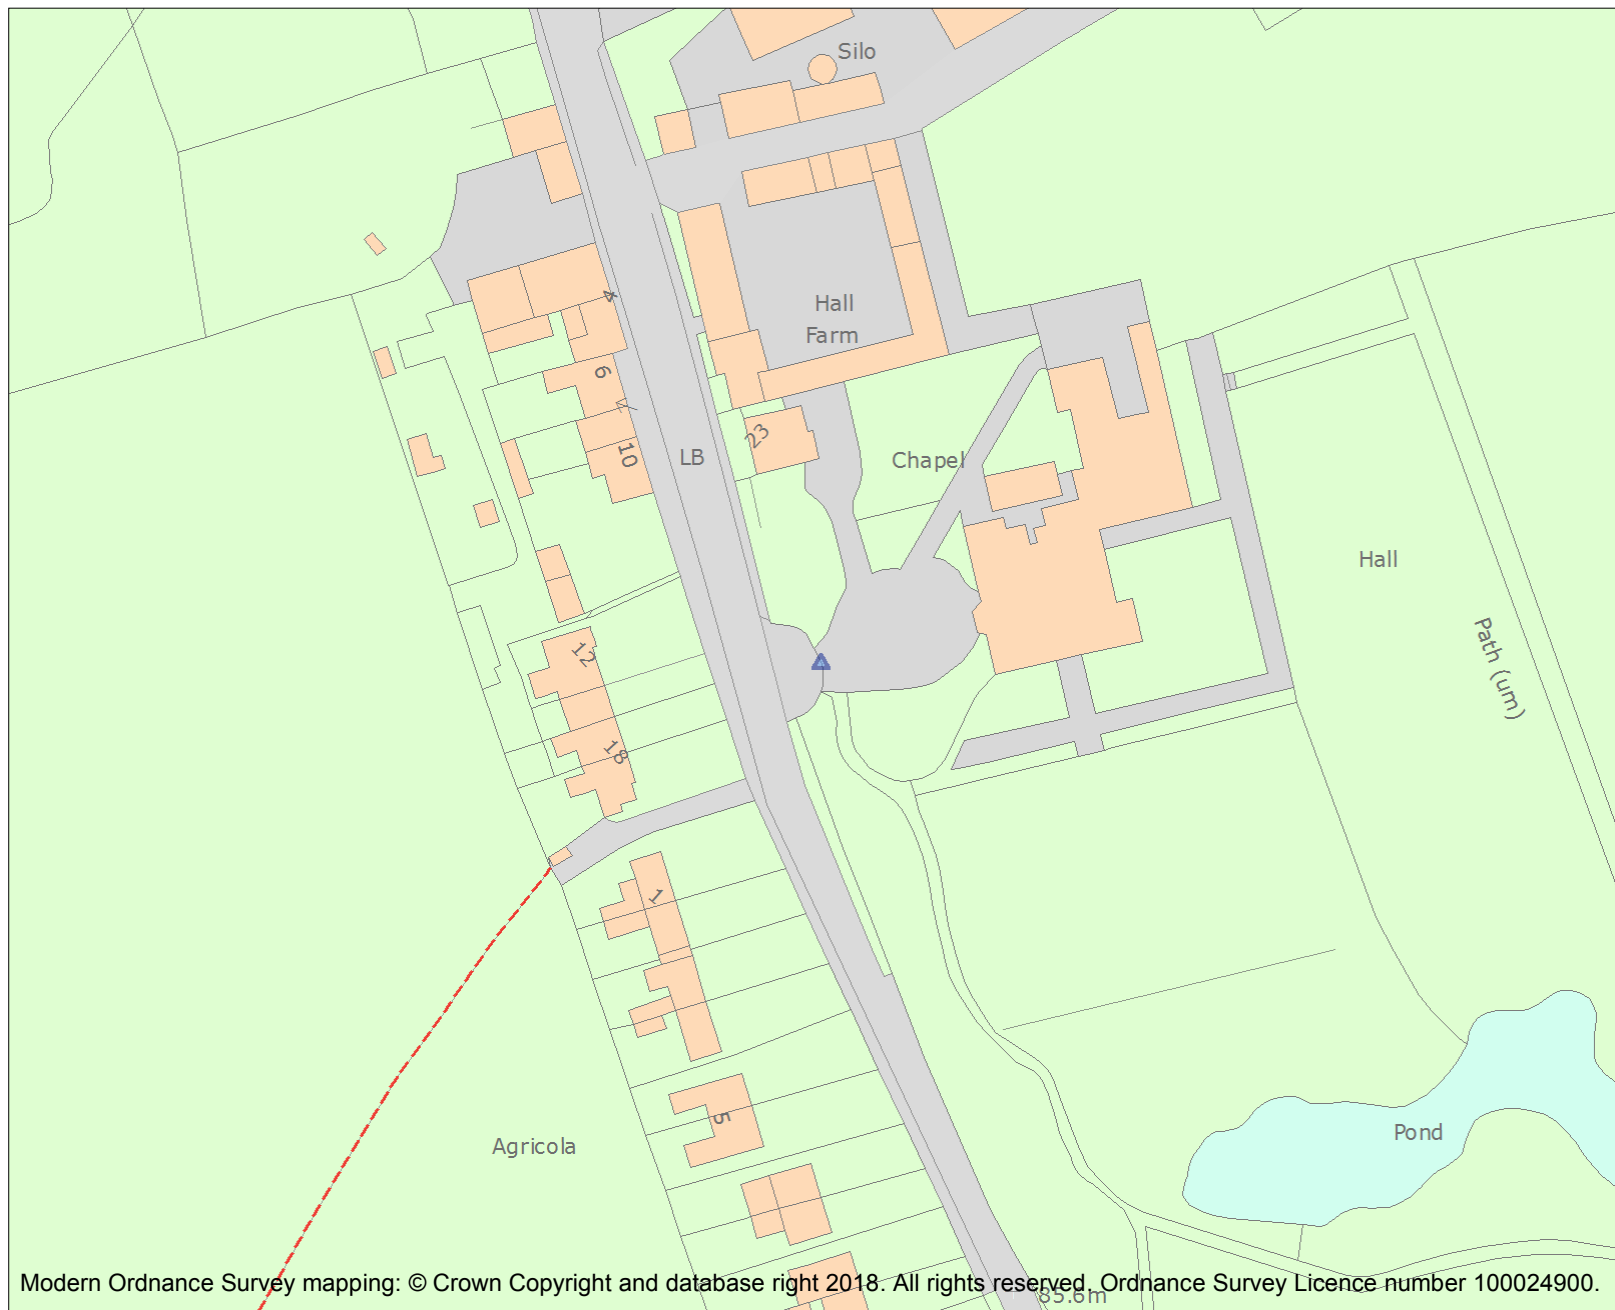 Silo
4
Hall
Farm
6
23
10
LB
Chapel
Hall
12
Path (um)
18
1
5
Pond
Agricola
Modern Ordnance Survey mapping: © Crown Copyright and database right 2018. All rights reserved, Ordnance Survey Licence number 100024900.
85.6m